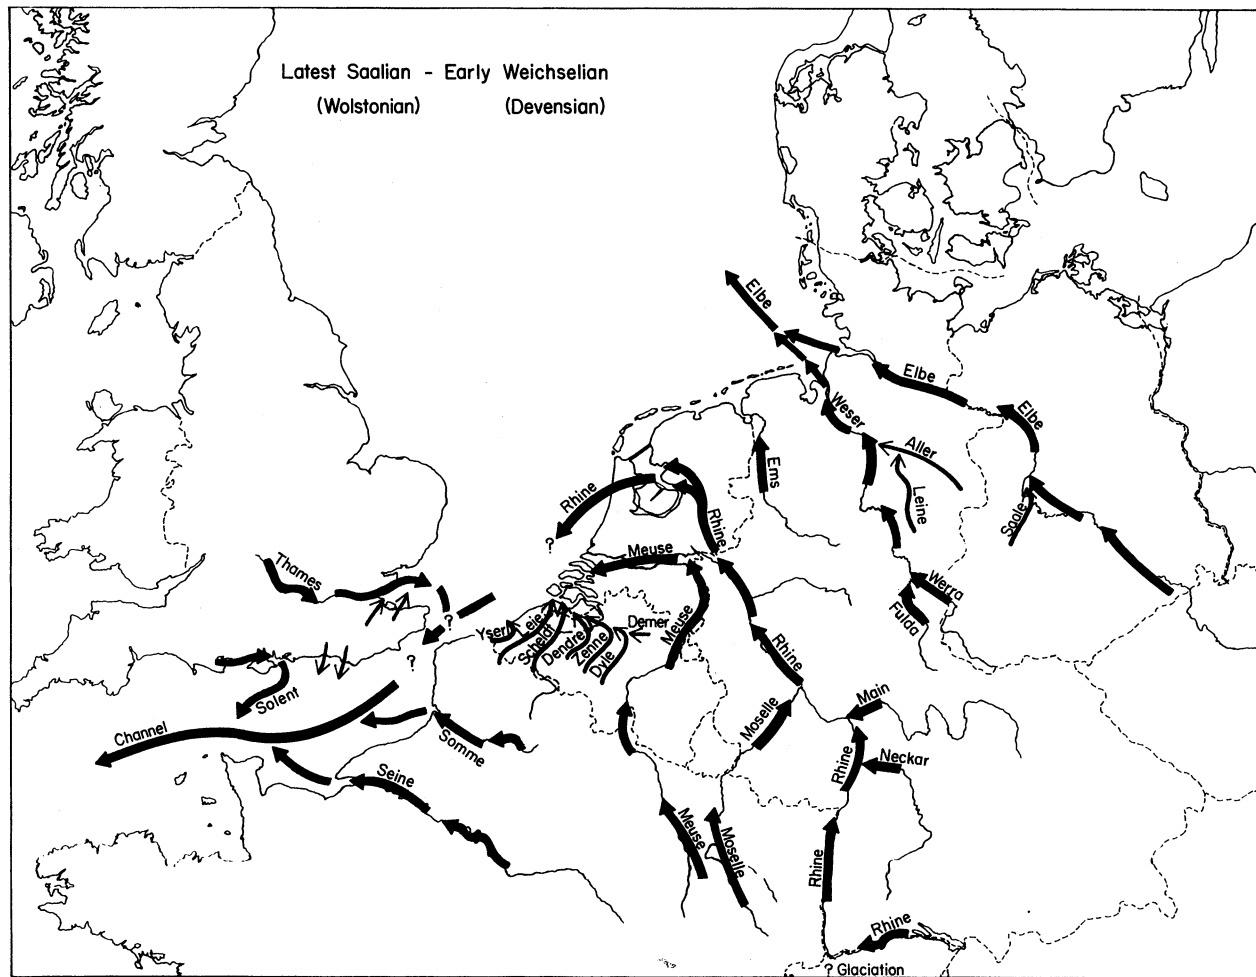 Latest Saalian - Early Weichselian
(Wolstonian) (Devensian)
Elbe
Elbe
Elbe
Weser
Aller
Ems
Leine
Saale
Rhine
Rhine
?
Meuse
Thames
Werra
Fulda
?
Yser
Leie
Scheldt
Dendre
Zenne
Dyle
Demer
Meuse
Rhine
?
Solent
Main
Moselle
Channel
Somme
Rhine
Neckar
Seine
Meuse
Moselle
Rhine
Rhine
? Glaciation